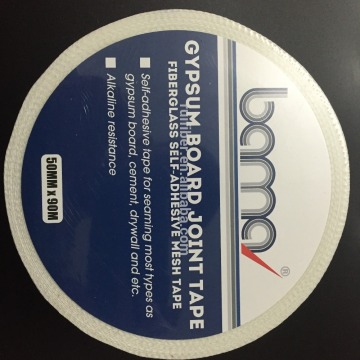 bama
®
GYPSUM BOARD JOINT TAPE
FIBERGLASS SELF-ADHESIVE MESH TAPE
Self-adhesive tape for seaming most types as
gypsum board, cement, drywall and etc.
Alkaline resistance
50MM x 90M